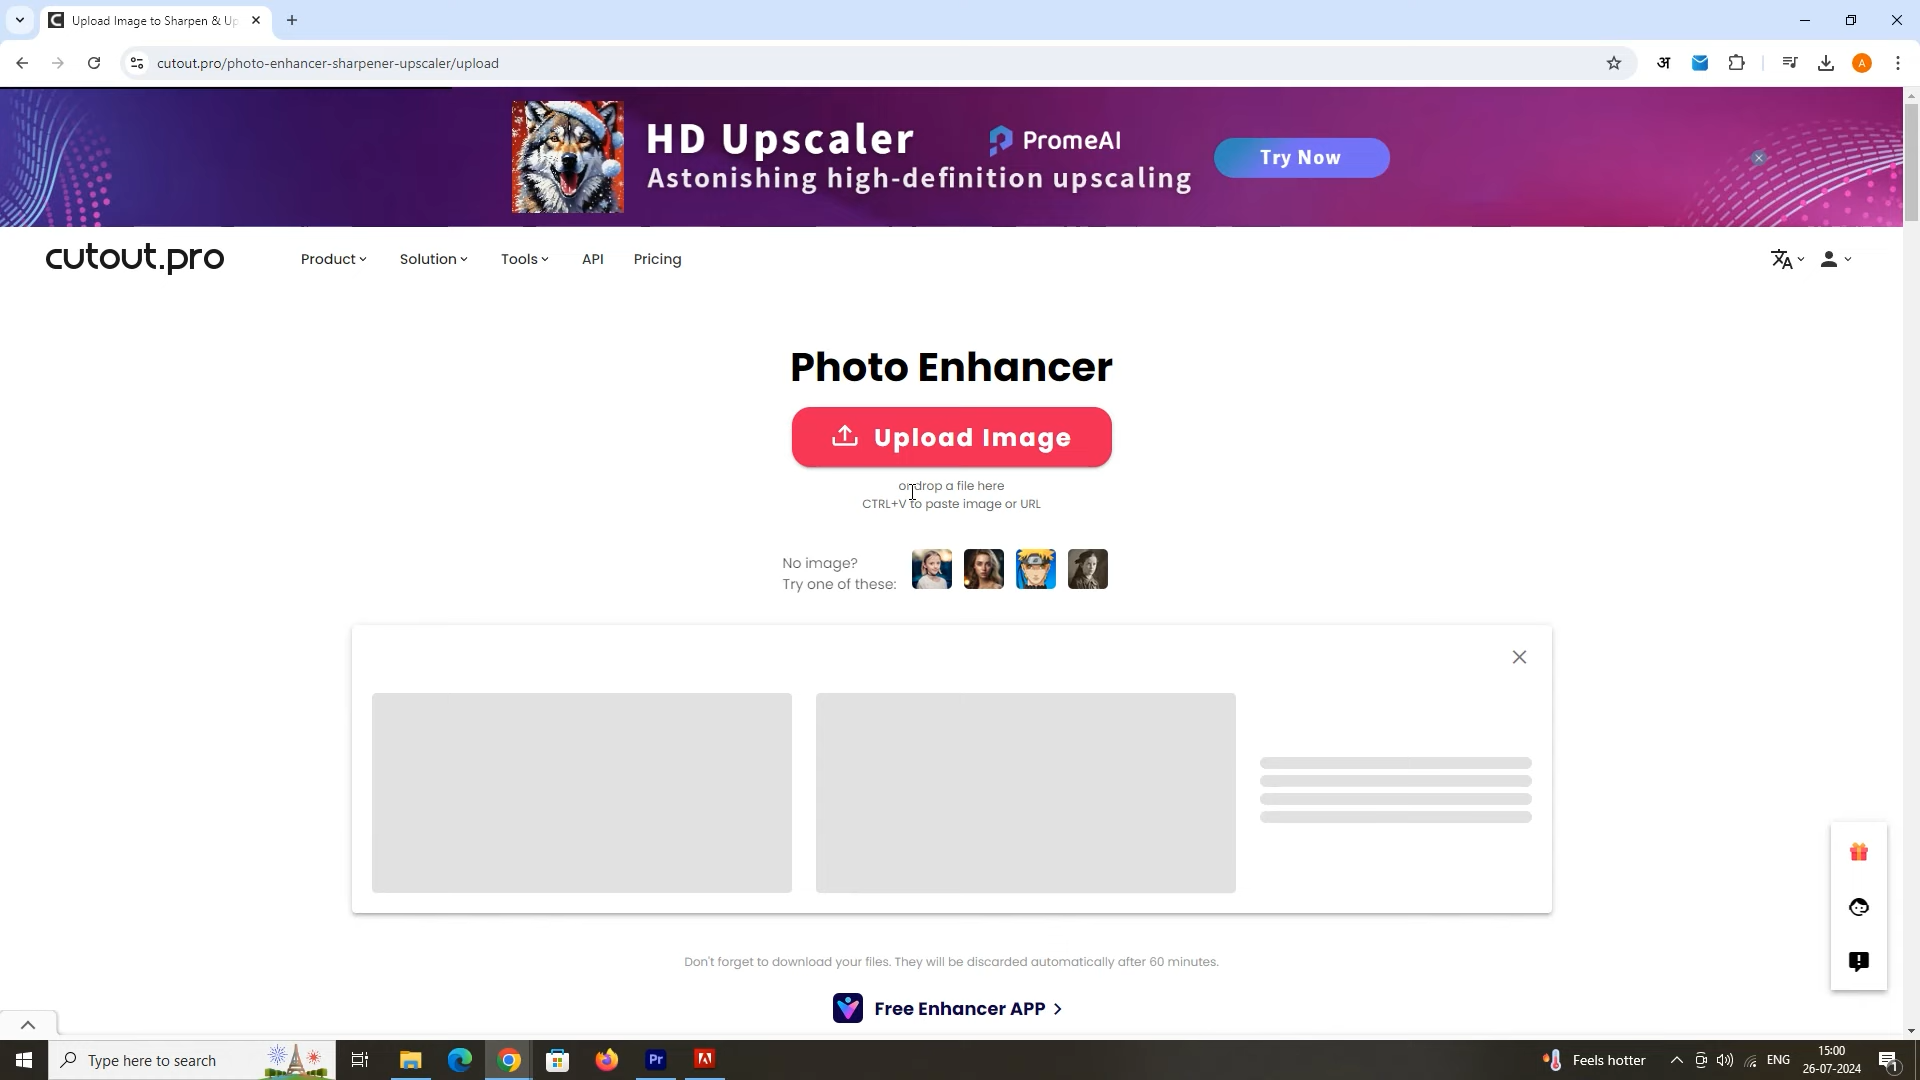 Upload Image to Sharpen & Up
cutout.pro/photo-enhancer-sharpener-upscaler/upload
अ
A
HD Upscaler
PromeAI
Astonishing high-definition upscaling
Try Now
cutout.pro
Product
Solution
Tools
API
Pricing
Photo Enhancer
Upload Image
or drop a file here
CTRL+V to paste image or URL
No image?
Try one of these:
Don't forget to download your files. They will be discarded automatically after 60 minutes.
Free Enhancer APP >
Type here to search
Pr
Feels hotter
ENG
15:00
26-07-2024
1